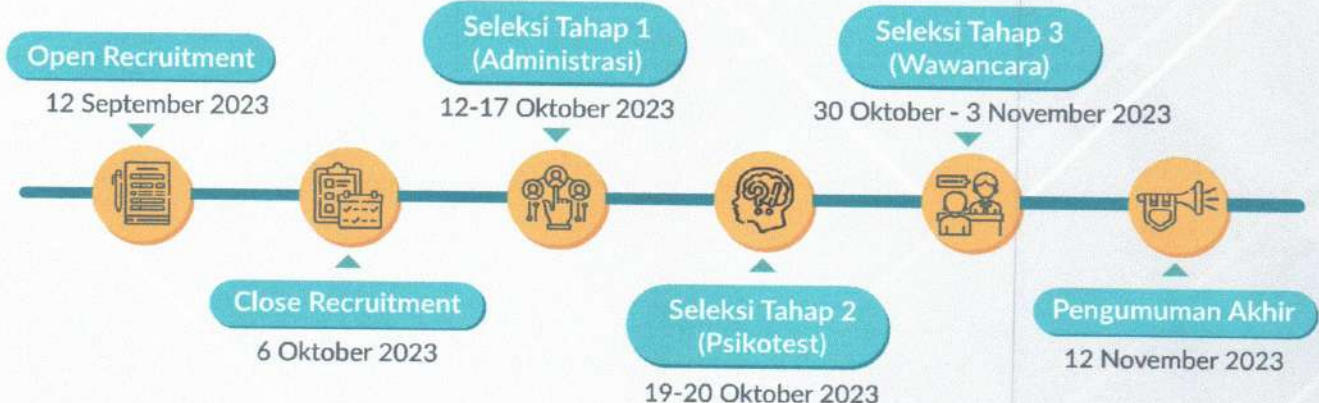 Open Recruitment
12 September 2023
Close Recruitment
6 Oktober 2023
Seleksi Tahap 1
(Administrasi)
12-17 Oktober 2023
Seleksi Tahap 2
(Psikotest)
19-20 Oktober 2023
Seleksi Tahap 3
(Wawancara)
30 Oktober - 3 November 2023
Pengumuman Akhir
12 November 2023